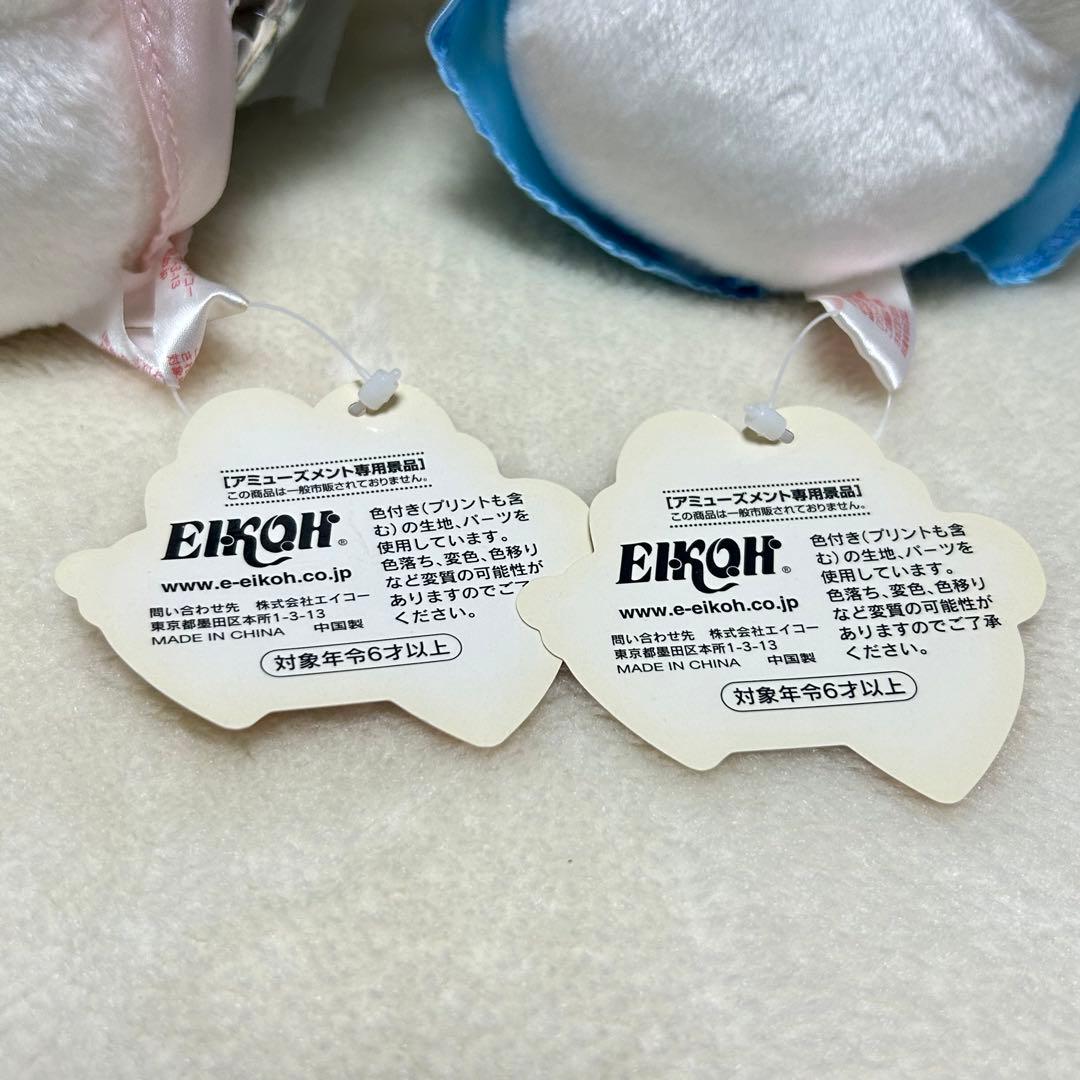 [アミューズメント専用景品]
この商品は一般市販されておりません。
EIKOH®
www.e-eikoh.co.jp
問い合わせ先 株式会社エイコー
東京都墨田区本所1-3-13
MADE IN CHINA 中国製
色付き(プリントも含
む)の生地、パーツを
使用しています。
色落ち、変色、色移り
など変質の可能性が
ありますのでご了
ください。
対象年令6才以上
[アミューズメント専用景品]
この商品は一般市販されておりません。
EIKOH®
www.e-eikoh.co.jp
問い合わせ先 株式会社エイコー
東京都墨田区本所1-3-13
MADE IN CHINA 中国製
色付き(プリントも含
む)の生地、パーツを
使用しています。
色落ち、変色、色移り
など変質の可能性が
ありますのでご了承
ください。
対象年令6才以上